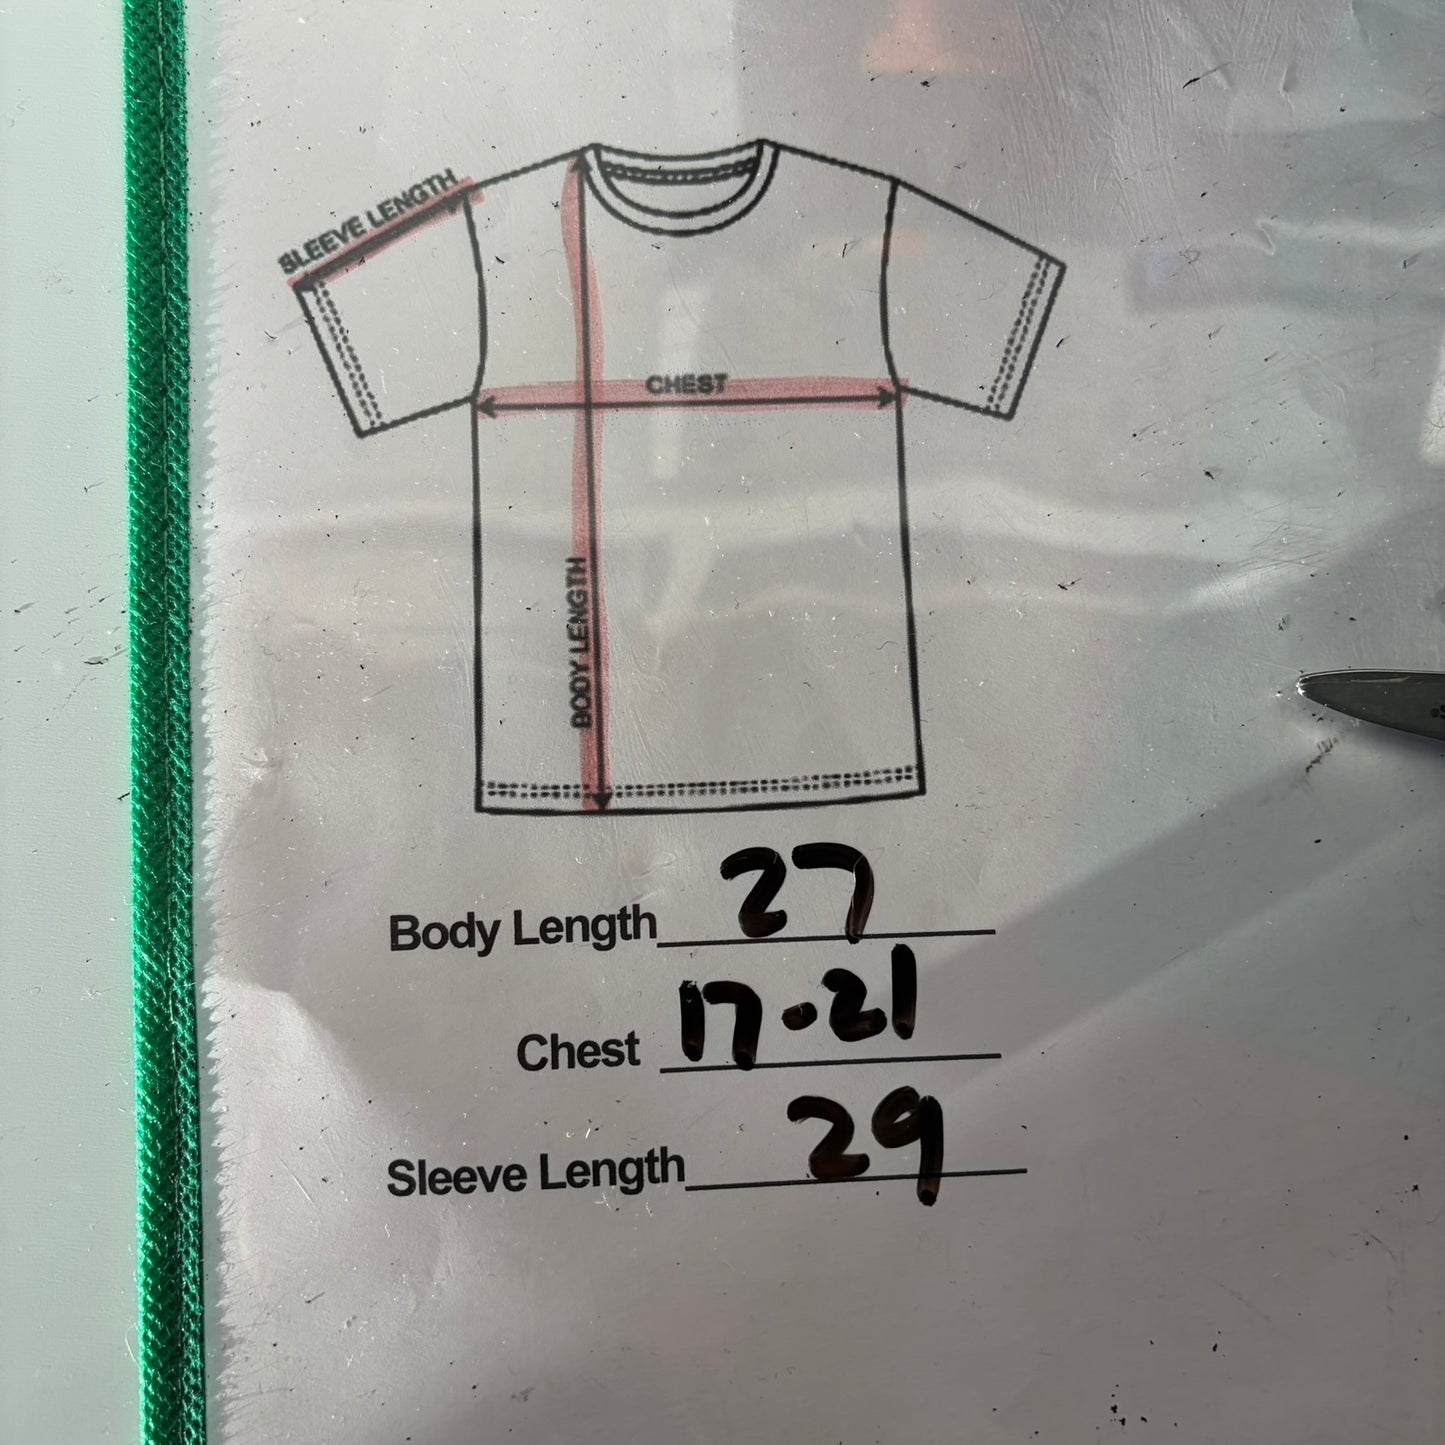 SLEEVE LENGTH
CHEST
BODY LENGTH
Body Length 27
Chest 17-21
Sleeve Length 29